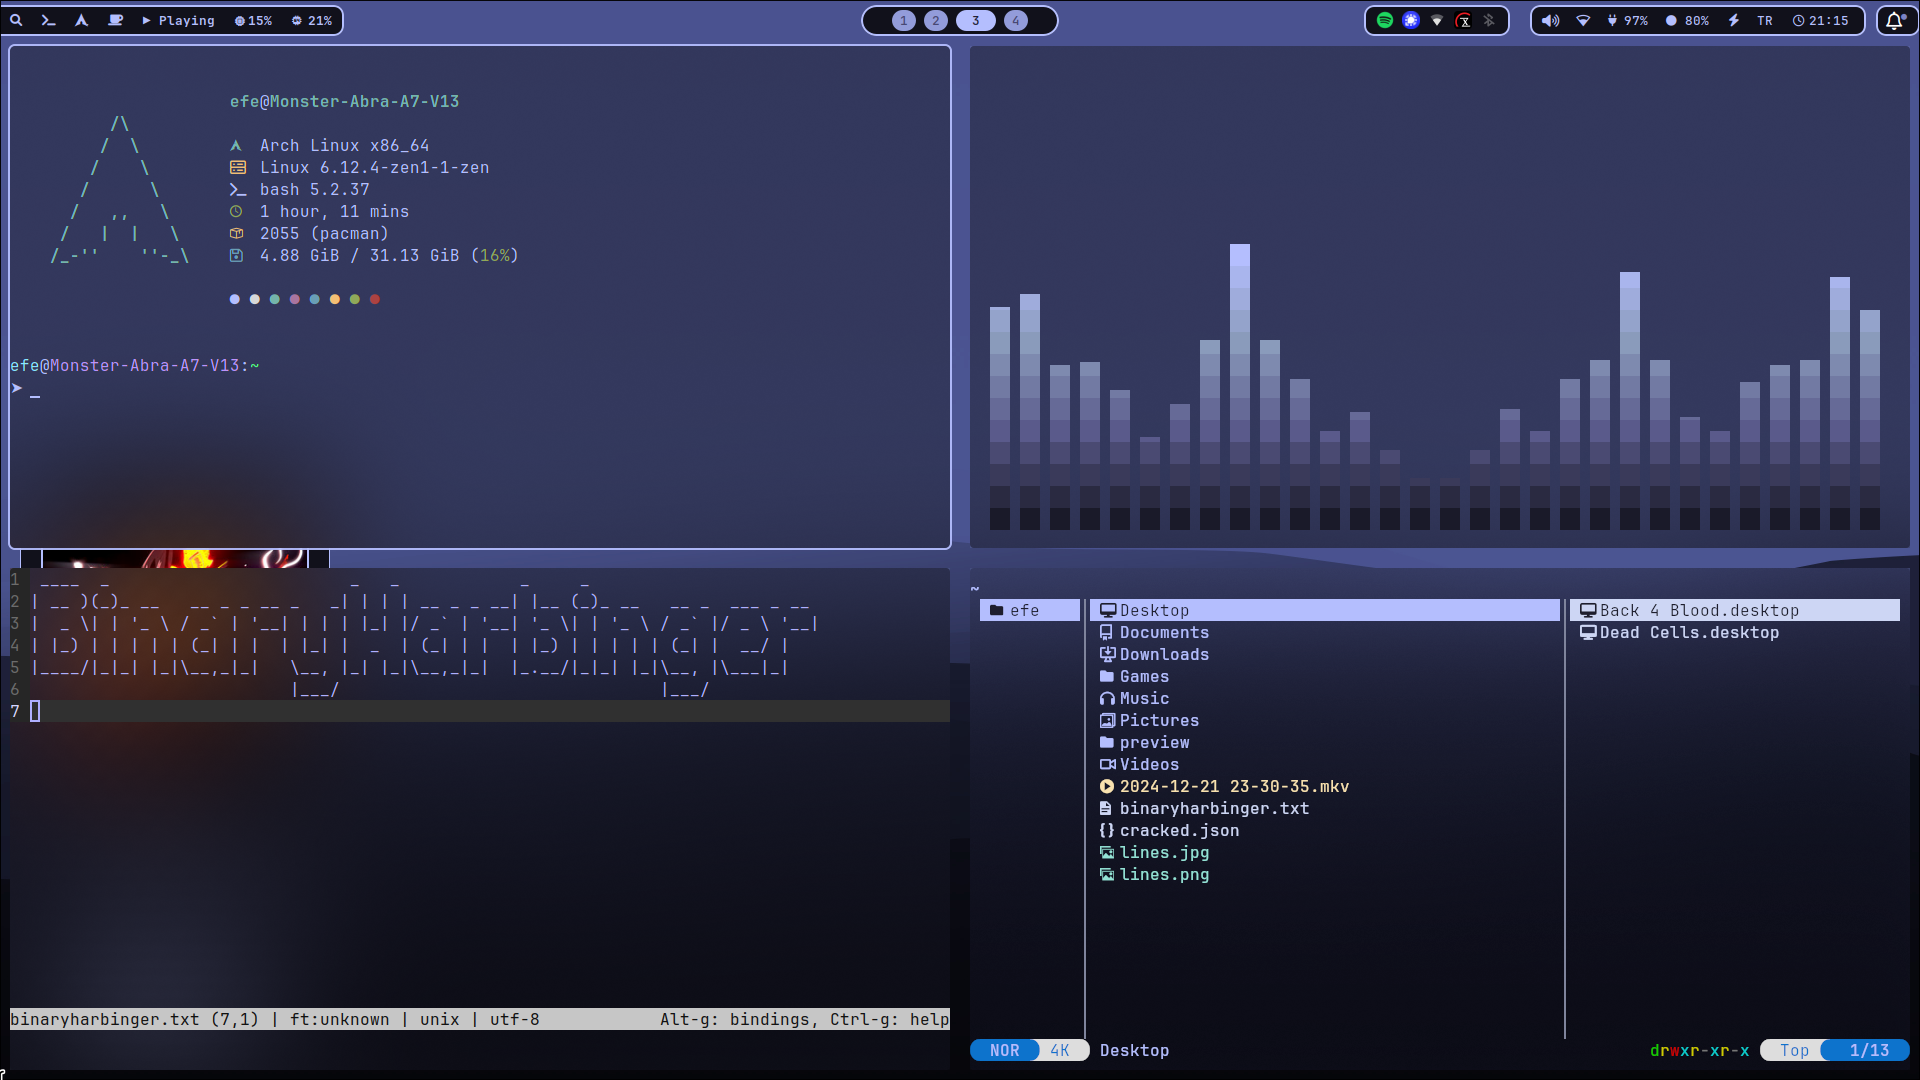 Playing 15% 21%
1 2 3 4
97% 80% TR 21:15
efe@Monster-Abra-A7-V13
Arch Linux x86_64
Linux 6.12.4-zen1-1-zen
bash 5.2.37
1 hour, 11 mins
2055 (pacman)
4.88 GiB / 31.13 GiB (16%)
efe@Monster-Abra-A7-V13:~
➤ _
1
2
3
4
5
6
7
Binaryharbinger
binaryharbinger.txt (7,1) | ft:unknown | unix | utf-8 Alt-g: bindings, Ctrl-g: help
~
efe
Desktop
Documents
Downloads
Games
Music
Pictures
preview
Videos
2024-12-21 23-30-35.mkv
binaryharbinger.txt
cracked.json
lines.jpg
lines.png
Back 4 Blood.desktop
Dead Cells.desktop
NOR 4K Desktop drwxr-xr-x Top 1/13